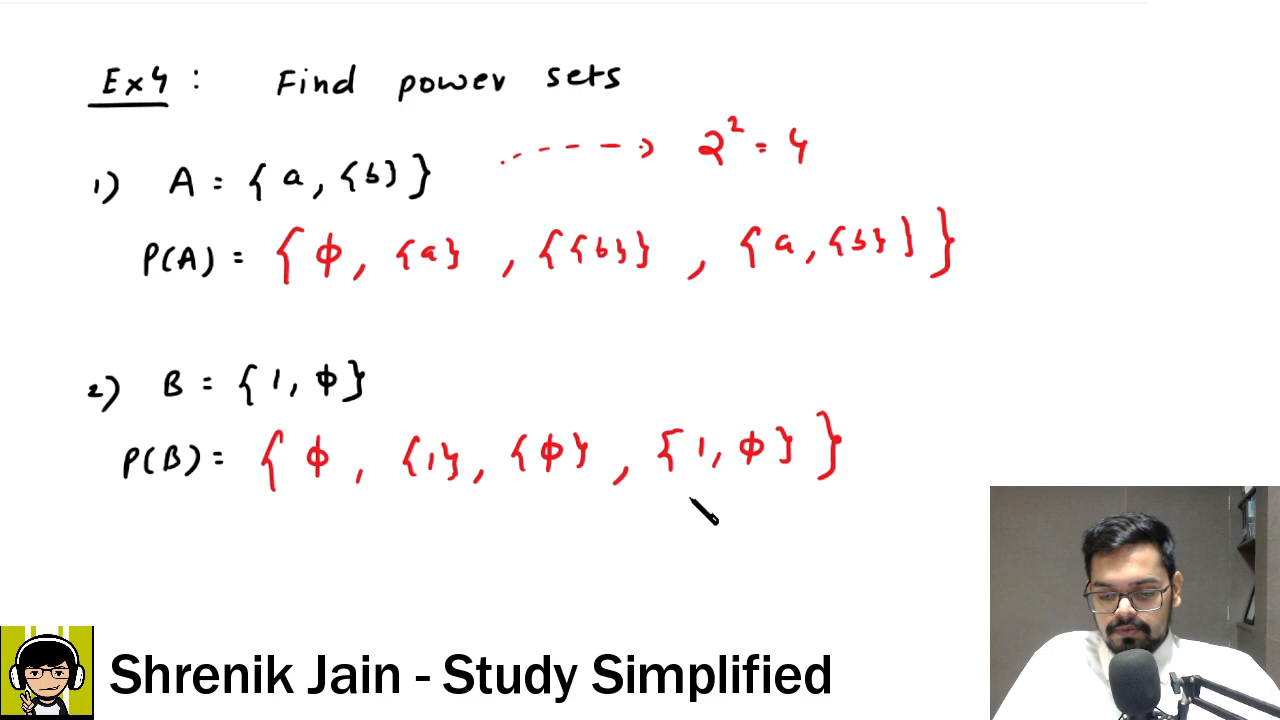 Ex4 : Find power sets
1) A = { a, {b} } - - - -> 2² = 4
P(A) = { ϕ, {a} , {{b}} , { a, {b} } }
2) B = { 1, ϕ }
P(B) = { ϕ , {1}, {ϕ} , { 1, ϕ } }
Shrenik Jain - Study Simplified